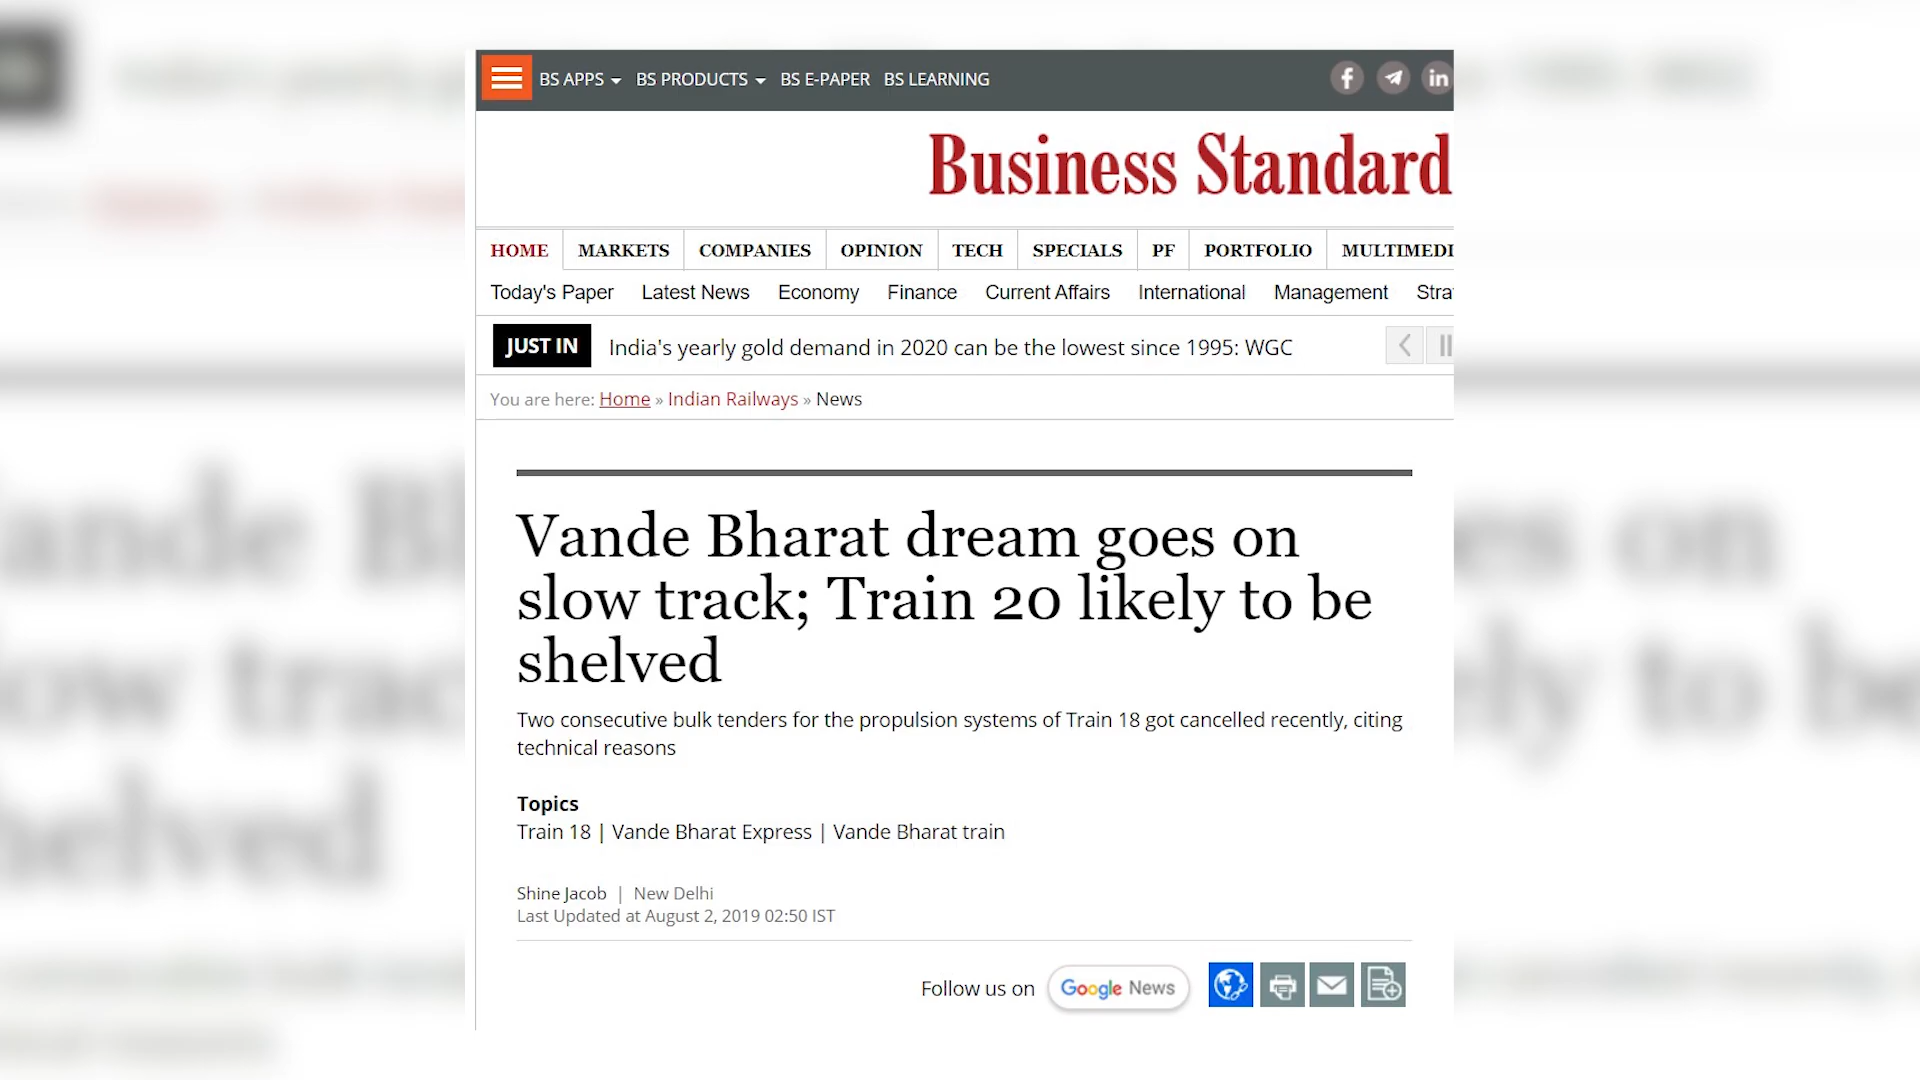 BS APPS BS PRODUCTS BS E-PAPER BS LEARNING
Business Standard
HOME MARKETS COMPANIES OPINION TECH SPECIALS PF PORTFOLIO MULTIMEDI
Today's Paper Latest News Economy Finance Current Affairs International Management Stra
JUST IN India's yearly gold demand in 2020 can be the lowest since 1995: WGC
You are here: Home » Indian Railways » News
Vande Bharat dream goes on
slow track; Train 20 likely to be
shelved
Two consecutive bulk tenders for the propulsion systems of Train 18 got cancelled recently, citing
technical reasons
Topics
Train 18 | Vande Bharat Express | Vande Bharat train
Shine Jacob | New Delhi
Last Updated at August 2, 2019 02:50 IST
Follow us on Google News